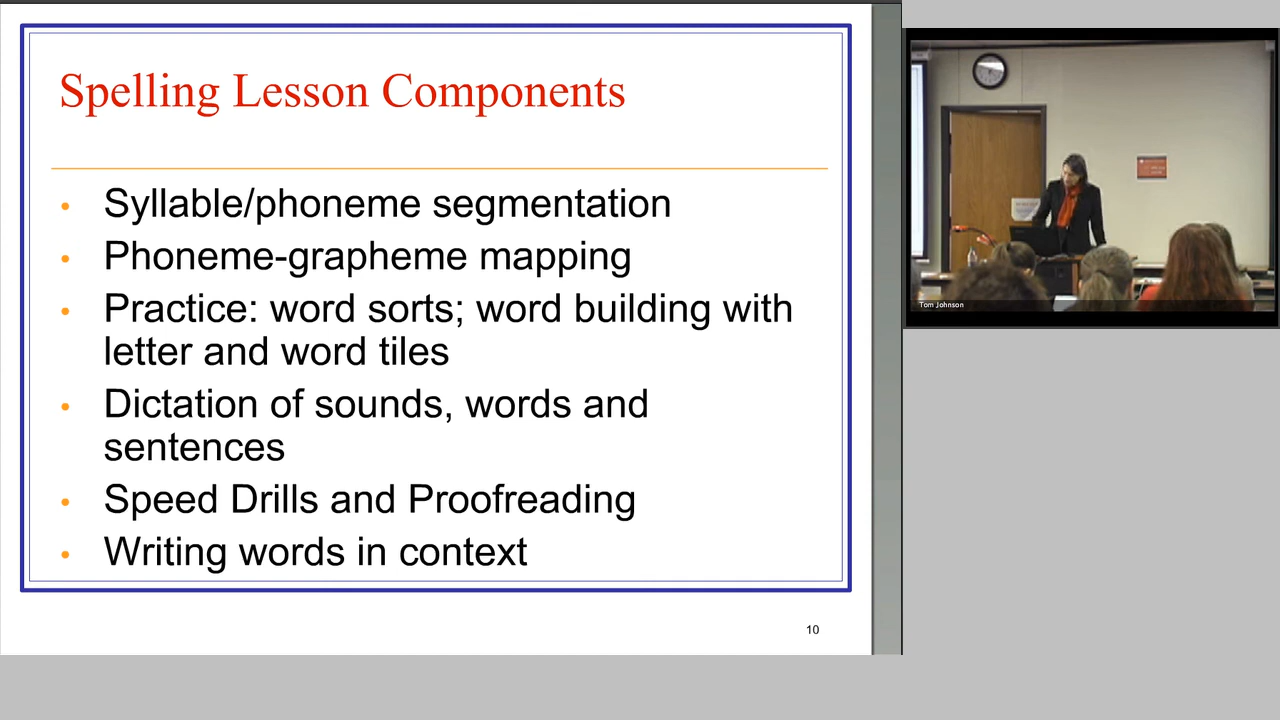 Spelling Lesson Components
• Syllable/phoneme segmentation
• Phoneme-grapheme mapping
• Practice: word sorts; word building with
letter and word tiles
• Dictation of sounds, words and
sentences
• Speed Drills and Proofreading
• Writing words in context
10
Tom Johnson